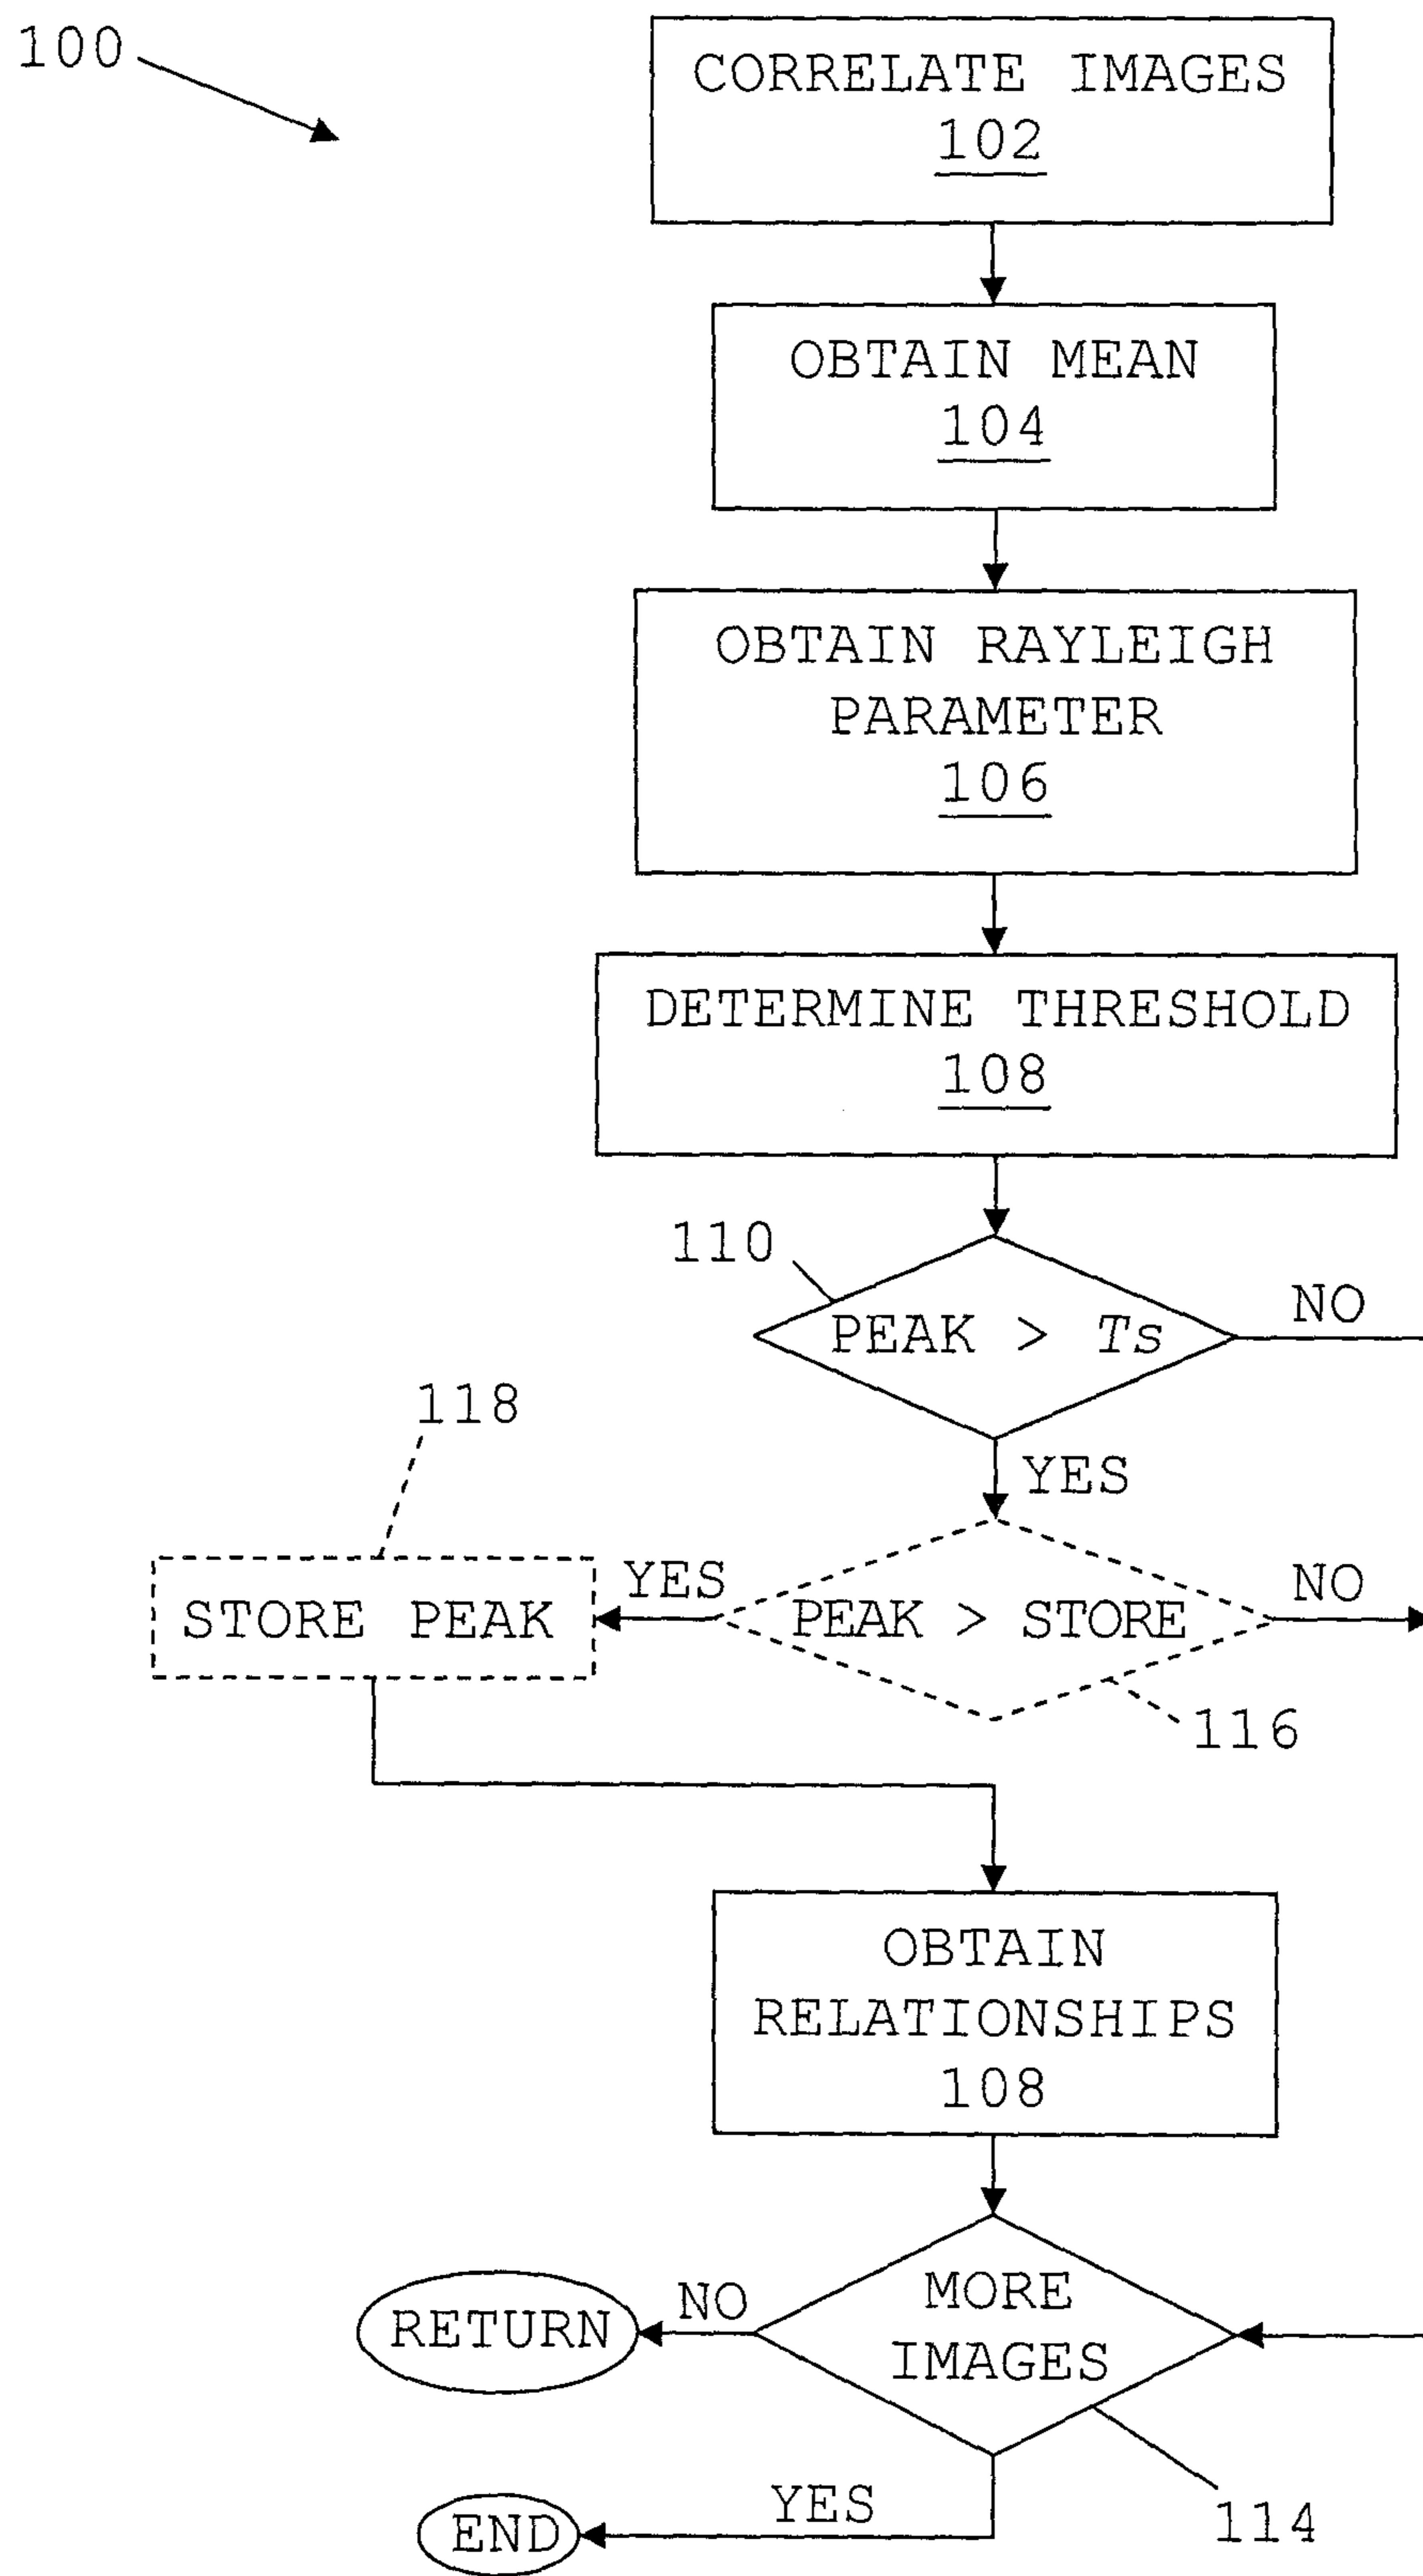 100
CORRELATE IMAGES
102
OBTAIN MEAN
104
OBTAIN RAYLEIGH
PARAMETER
106
DETERMINE THRESHOLD
108
110
PEAK > Ts
NO
YES
118
STORE PEAK
YES
PEAK > STORE
NO
116
OBTAIN
RELATIONSHIPS
108
RETURN
NO
MORE
IMAGES
YES
END
114